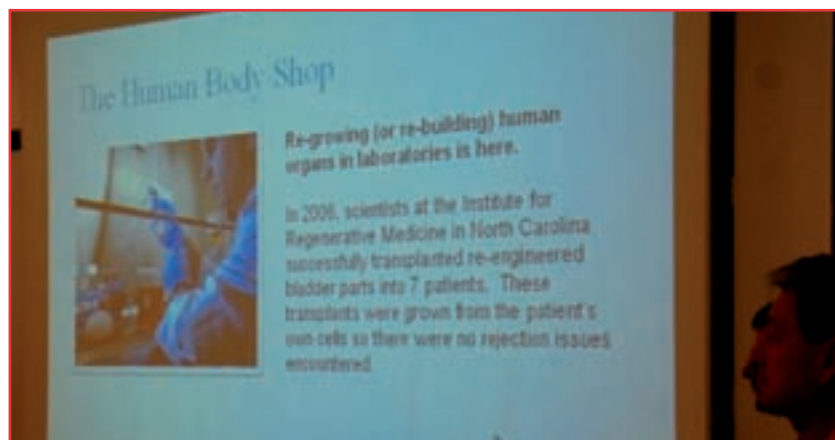 The Human Body Shop
Re-growing (or re-building) human
organs in laboratories is here.
In 2006, scientists at the Institute for
Regenerative Medicine in North Carolina
successfully transplanted re-engineered
bladder parts into 7 patients. These
transplants were grown from the patient's
own cells so there were no rejection issues
encountered.